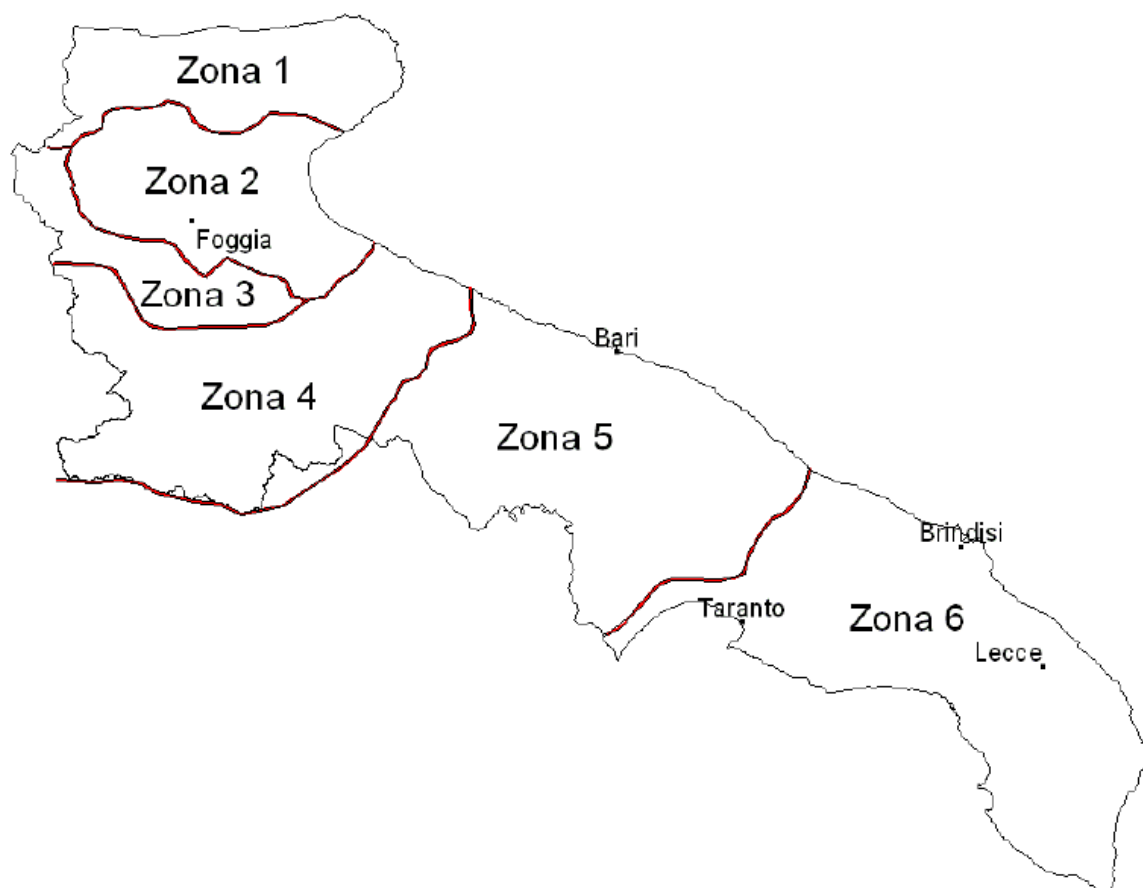 Zona 1
Zona 2
Foggia
Zona 3
Bari
Zona 4
Zona 5
Brindisi
Taranto
Zona 6
Lecce